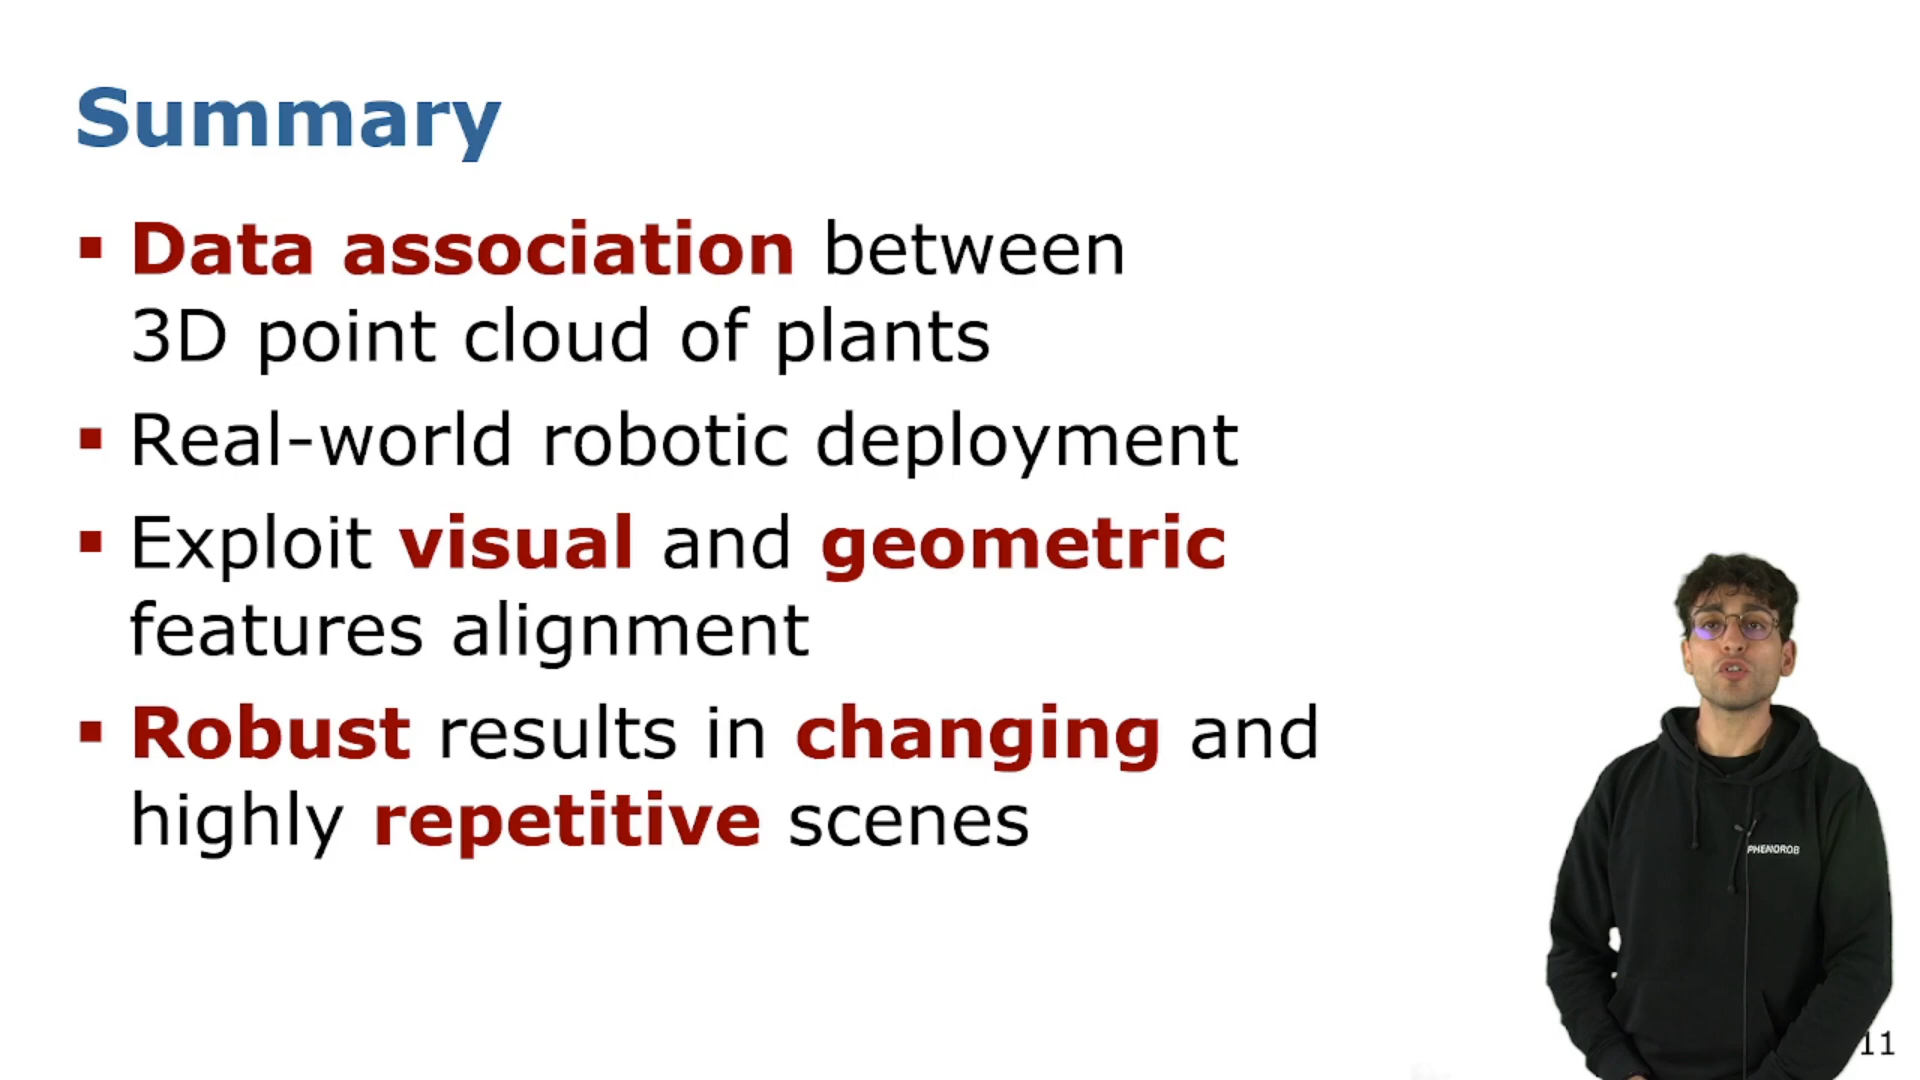 Summary
▪ Data association between
3D point cloud of plants
▪ Real-world robotic deployment
▪ Exploit visual and geometric
features alignment
▪ Robust results in changing and
highly repetitive scenes
PHENOROB
11